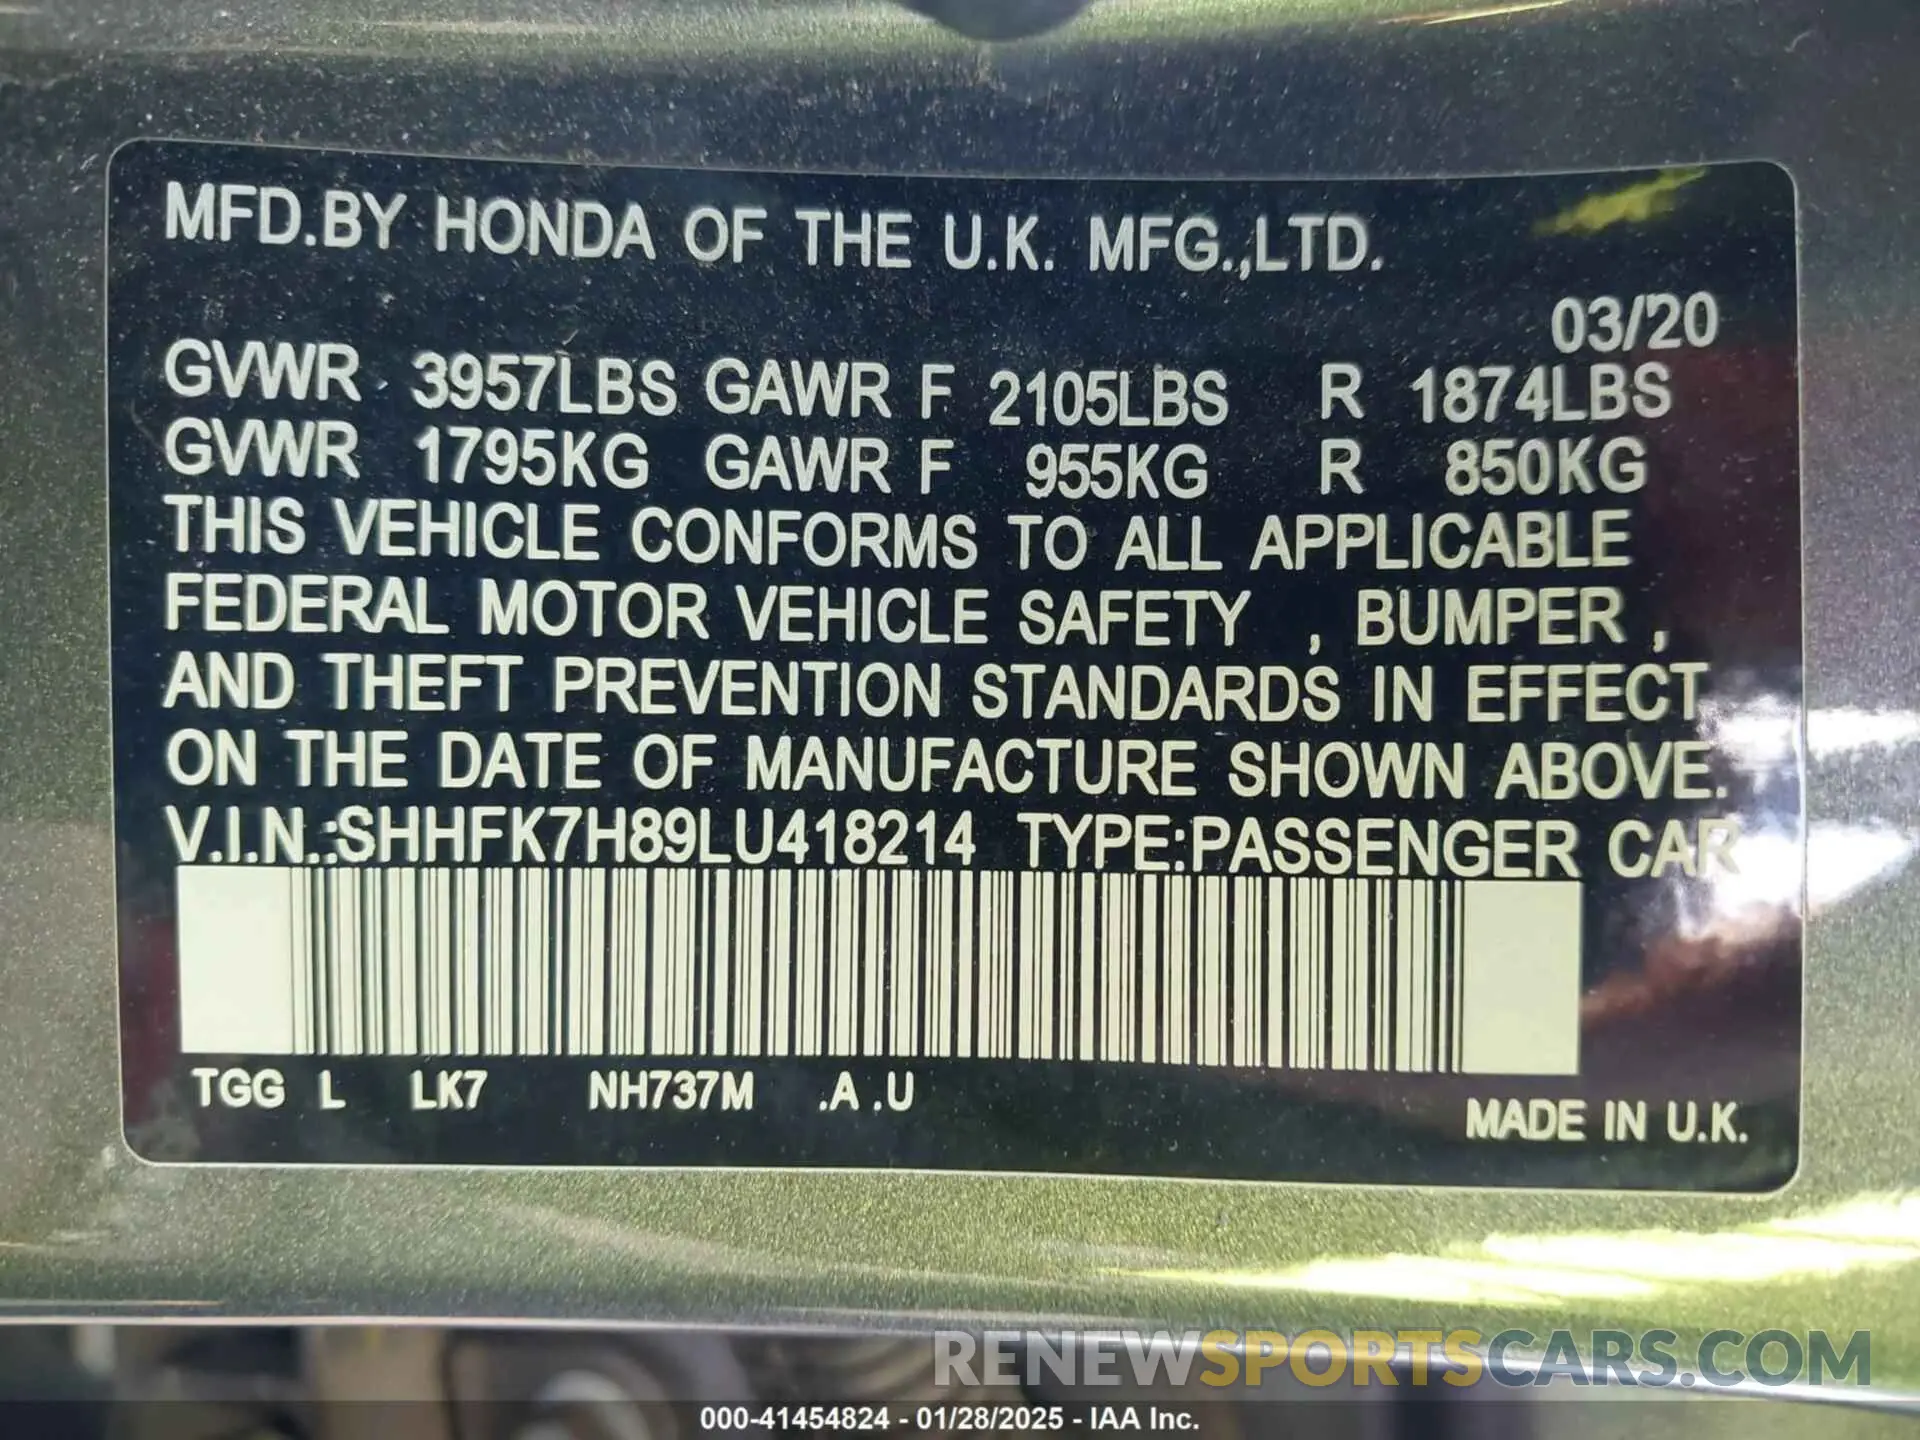 MFD.BY HONDA OF THE U.K. MFG.,LTD.
03/20
GVWR 3957LBS GAWR F 2105LBS R 1874LBS
GVWR 1795KG GAWR F 955KG R 850KG
THIS VEHICLE CONFORMS TO ALL APPLICABLE
FEDERAL MOTOR VEHICLE SAFETY , BUMPER ,
AND THEFT PREVENTION STANDARDS IN EFFECT
ON THE DATE OF MANUFACTURE SHOWN ABOVE.
V.I.N.:SHHFK7H89LU418214 TYPE:PASSENGER CAR
TGG L LK7 NH737M .A .U
MADE IN U.K.
RENEWSPORTSCARS.COM
000-41454824 - 01/28/2025 - IAA Inc.